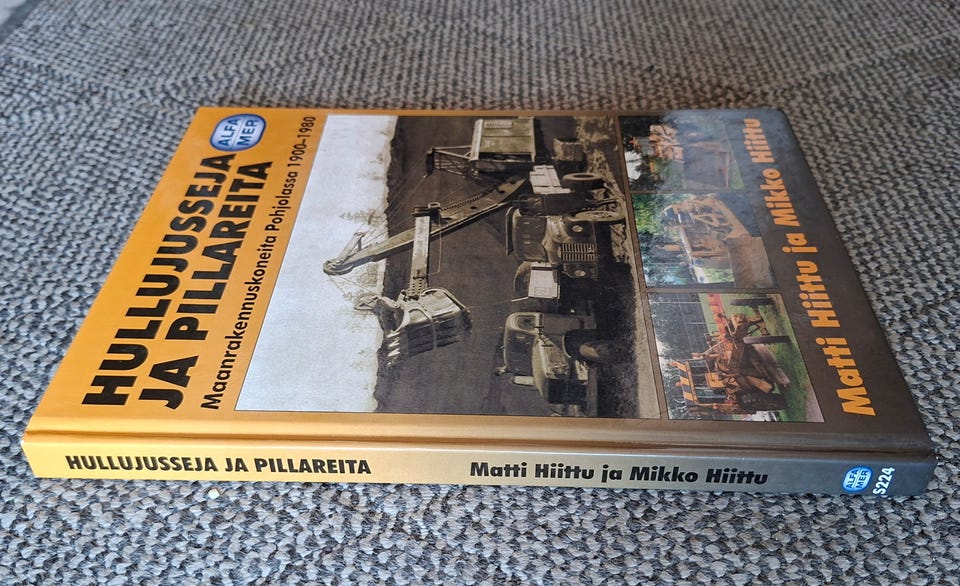 ALFA
MER
HULLUJUSSEJA
JA PILLAREITA
Maanrakennuskoneita Pohjolassa 1900–1980
Matti Hiittu ja Mikko Hiittu
HULLUJUSSEJA JA PILLAREITA
Matti Hiittu ja Mikko Hiittu
ALFA
MER
S224